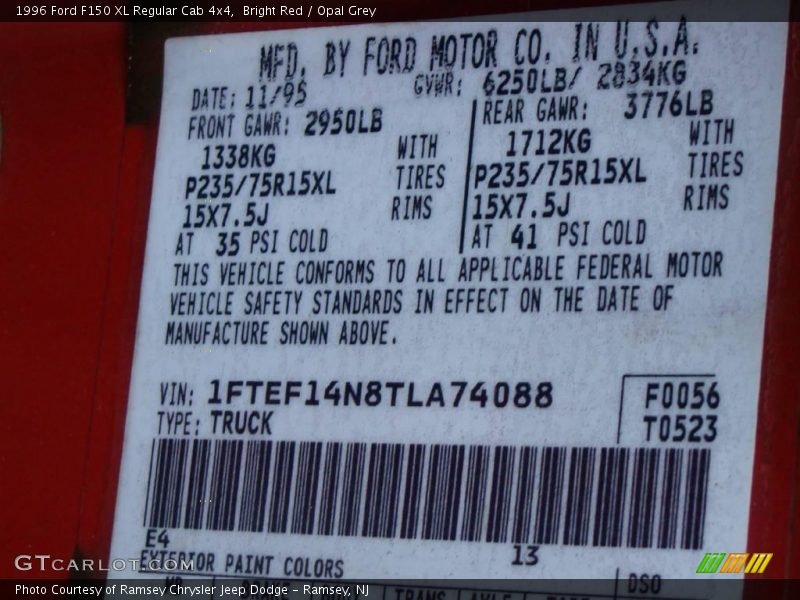 1996 Ford F150 XL Regular Cab 4x4, Bright Red / Opal Grey
MFD. BY FORD MOTOR CO. IN U.S.A.
DATE: 11/95 GVWR: 6250LB/ 2834KG
FRONT GAWR: 2950LB REAR GAWR: 3776LB
1338KG WITH 1712KG WITH
P235/75R15XL TIRES P235/75R15XL TIRES
15X7.5J RIMS 15X7.5J RIMS
AT 35 PSI COLD AT 41 PSI COLD
THIS VEHICLE CONFORMS TO ALL APPLICABLE FEDERAL MOTOR
VEHICLE SAFETY STANDARDS IN EFFECT ON THE DATE OF
MANUFACTURE SHOWN ABOVE.
VIN: 1FTEF14N8TLA74088 F0056
TYPE: TRUCK T0523
E4 13
EXTERIOR PAINT COLORS DSO
GTCARLOT.COM
Photo Courtesy of Ramsey Chrysler Jeep Dodge - Ramsey, NJ